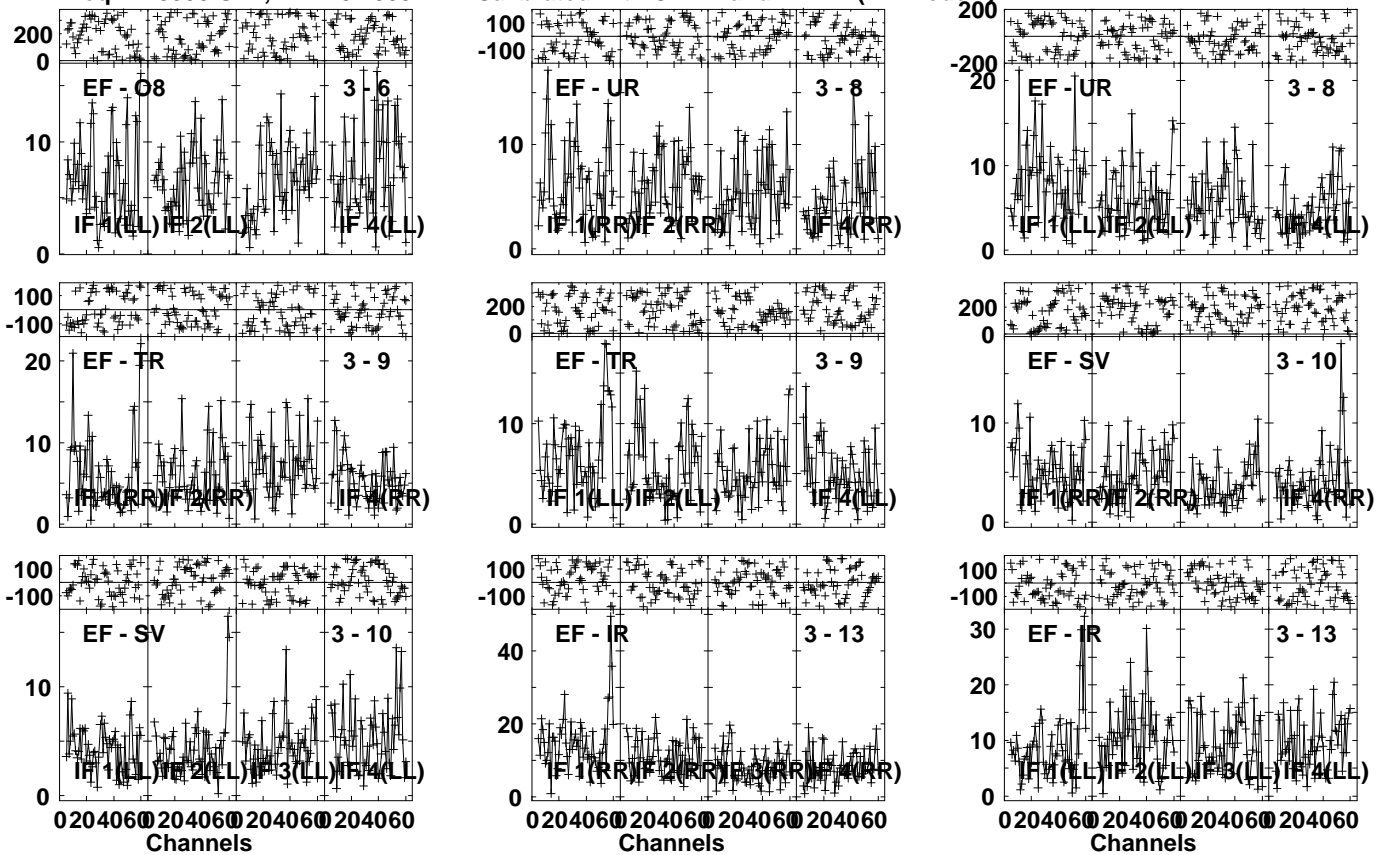 200
0
EF - O8 3 - 6
10
0
IF 1(LL) IF 2(LL) IF 4(LL)
100
-100
EF - UR 3 - 8
10
0
IF 1(RR) IF 2(RR) IF 4(RR)
200
-200
20
EF - UR 3 - 8
10
0
IF 1(LL) IF 2(LL) IF 4(LL)
100
-100
20
EF - TR 3 - 9
10
0
IF 1(RR) IF 2(RR) IF 4(RR)
200
0
EF - TR 3 - 9
10
0
IF 1(LL) IF 2(LL) IF 4(LL)
200
0
EF - SV 3 - 10
10
0
IF 1(RR) IF 2(RR) IF 4(RR)
100
-100
EF - SV 3 - 10
10
0
IF 1(LL) IF 2(LL) IF 3(LL) IF 4(LL)
0 20 40 60 0 20 40 60 0 20 40 60 0 20 40 60
Channels
100
-100
EF - IR 3 - 13
40
20
0
IF 1(RR) IF 2(RR) IF 3(RR) IF 4(RR)
0 20 40 60 0 20 40 60 0 20 40 60 0 20 40 60
Channels
100
-100
30
EF - IR 3 - 13
20
10
0
IF 1(LL) IF 2(LL) IF 3(LL) IF 4(LL)
0 20 40 60 0 20 40 60 0 20 40 60 0 20 40 60
Channels